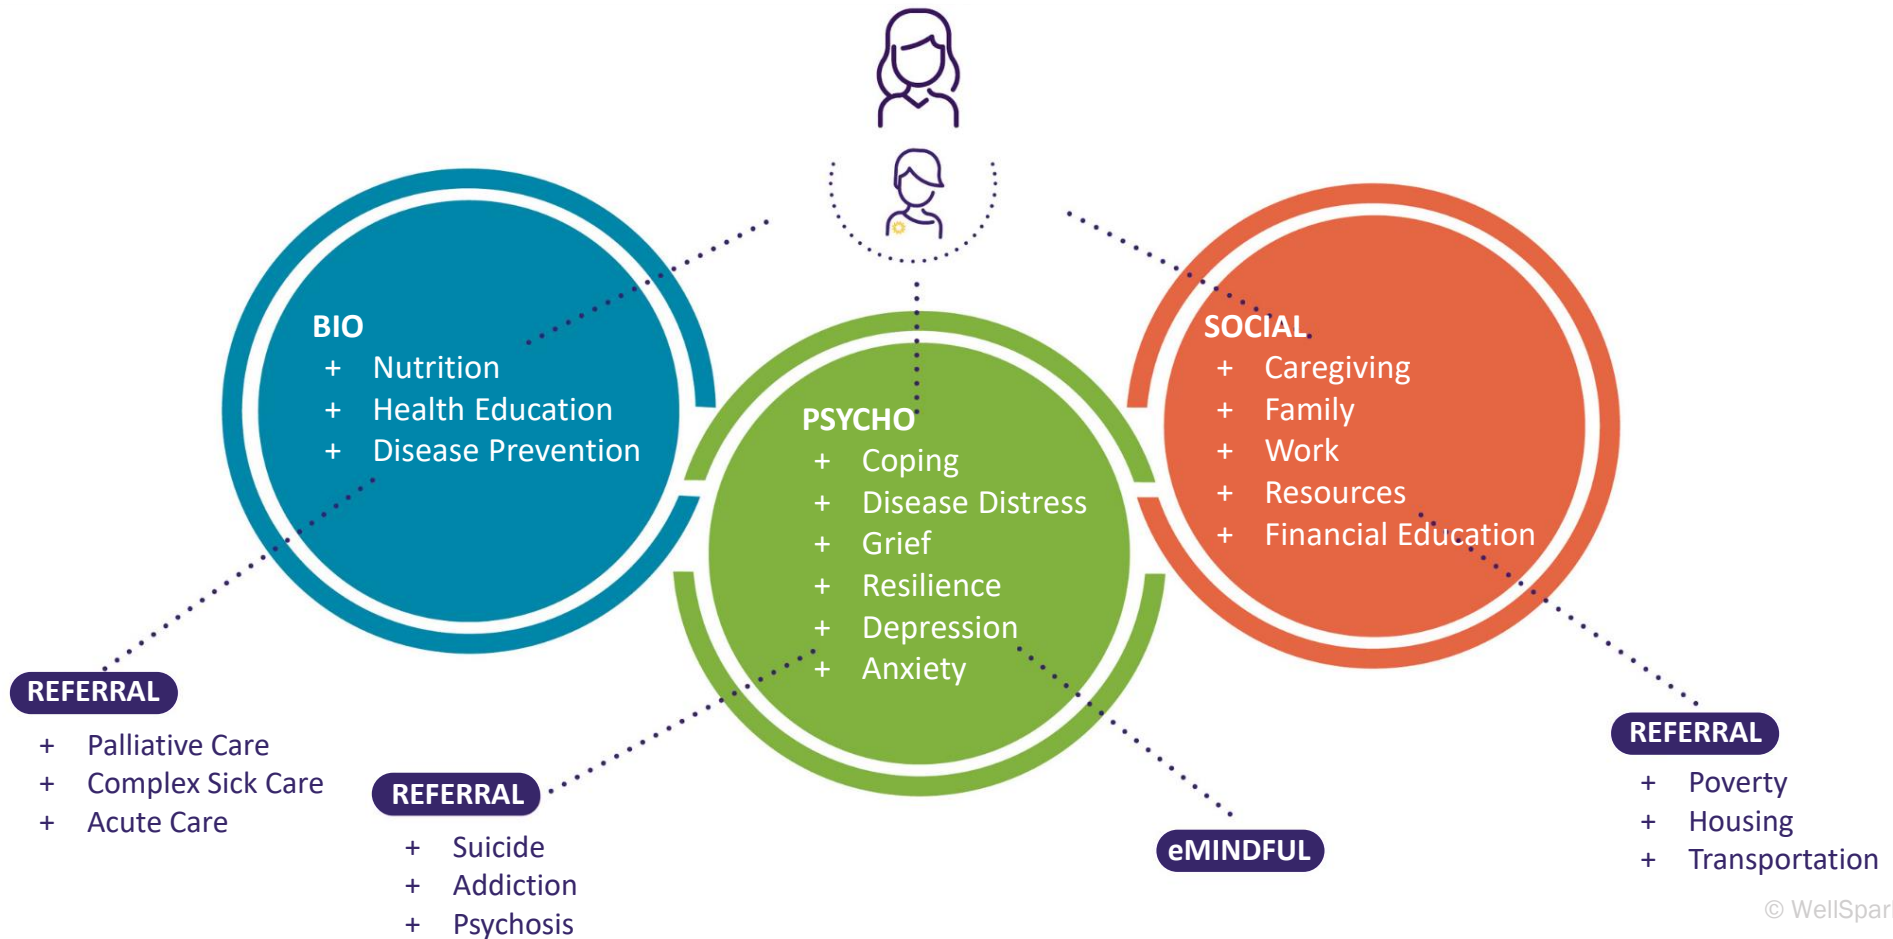 BIO
+ Nutrition
+ Health Education
+ Disease Prevention
PSYCHO
+ Coping
+ Disease Distress
+ Grief
+ Resilience
+ Depression
+ Anxiety
SOCIAL
+ Caregiving
+ Family
+ Work
+ Resources
+ Financial Education
REFERRAL
+ Palliative Care
+ Complex Sick Care
+ Acute Care
REFERRAL
+ Suicide
+ Addiction
+ Psychosis
eMINDFUL
REFERRAL
+ Poverty
+ Housing
+ Transportation
©